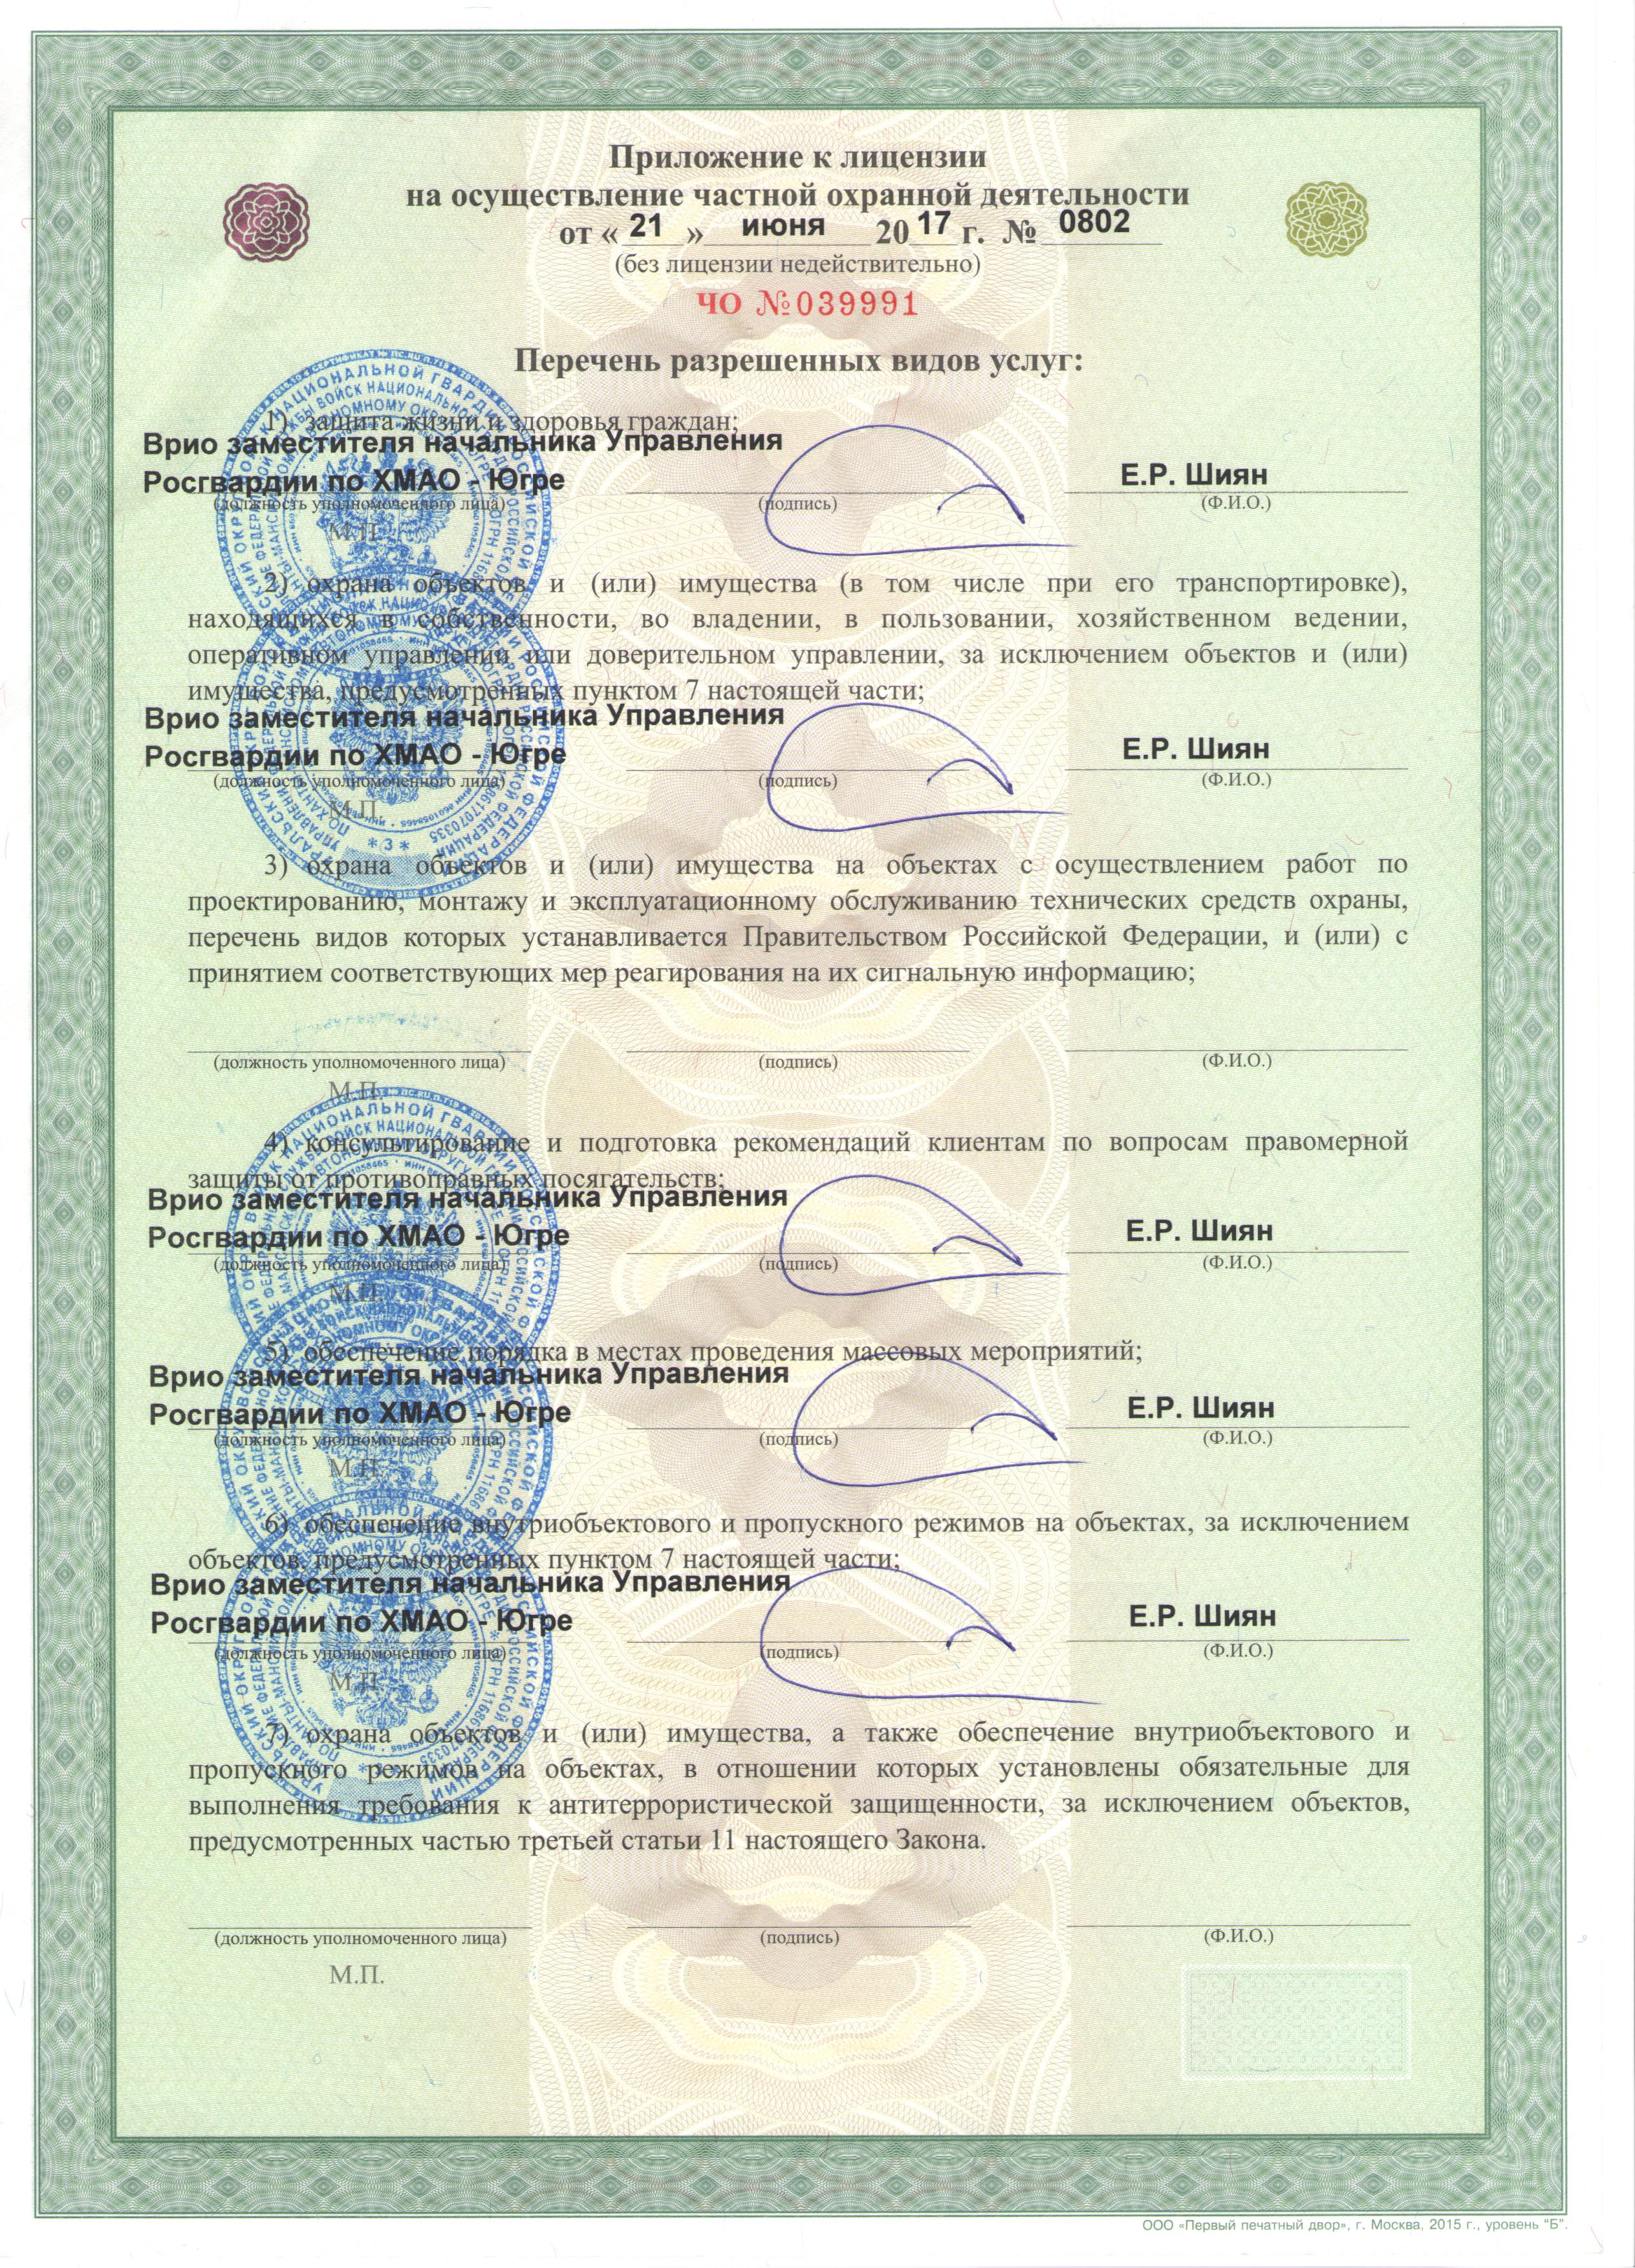 Приложение к лицензии
на осуществление частной охранной деятельности
от « 21 » июня 2017 г. № 0802
(без лицензии недействительно)
ЧО №039991
Перечень разрешенных видов услуг:
1) защита жизни и здоровья граждан;
Врио заместителя начальника Управления
Росгвардии по ХМАО - Югре Е.Р. Шиян
(должность уполномоченного лица) (подпись) (Ф.И.О.)
М.П.
2) охрана объектов и (или) имущества (в том числе при его транспортировке),
находящихся в собственности, во владении, в пользовании, хозяйственном ведении,
оперативном управлении или доверительном управлении, за исключением объектов и (или)
имущества, предусмотренных пунктом 7 настоящей части;
Врио заместителя начальника Управления
Росгвардии по ХМАО - Югре Е.Р. Шиян
(должность уполномоченного лица) (подпись) (Ф.И.О.)
М.П.
3) охрана объектов и (или) имущества на объектах с осуществлением работ по
проектированию, монтажу и эксплуатационному обслуживанию технических средств охраны,
перечень видов которых устанавливается Правительством Российской Федерации, и (или) с
принятием соответствующих мер реагирования на их сигнальную информацию;
(должность уполномоченного лица) (подпись) (Ф.И.О.)
М.П.
4) консультирование и подготовка рекомендаций клиентам по вопросам правомерной
защиты от противоправных посягательств;
Врио заместителя начальника Управления
Росгвардии по ХМАО - Югре Е.Р. Шиян
(должность уполномоченного лица) (подпись) (Ф.И.О.)
М.П.
5) обеспечение порядка в местах проведения массовых мероприятий;
Врио заместителя начальника Управления
Росгвардии по ХМАО - Югре Е.Р. Шиян
(должность уполномоченного лица) (подпись) (Ф.И.О.)
М.П.
6) обеспечение внутриобъектового и пропускного режимов на объектах, за исключением
объектов, предусмотренных пунктом 7 настоящей части;
Врио заместителя начальника Управления
Росгвардии по ХМАО - Югре Е.Р. Шиян
(должность уполномоченного лица) (подпись) (Ф.И.О.)
М.П.
7) охрана объектов и (или) имущества, а также обеспечение внутриобъектового и
пропускного режимов на объектах, в отношении которых установлены обязательные для
выполнения требования к антитеррористической защищенности, за исключением объектов,
предусмотренных частью третьей статьи 11 настоящего Закона.
(должность уполномоченного лица) (подпись) (Ф.И.О.)
М.П.
ООО «Первый печатный двор», г. Москва, 2015 г., уровень "Б".